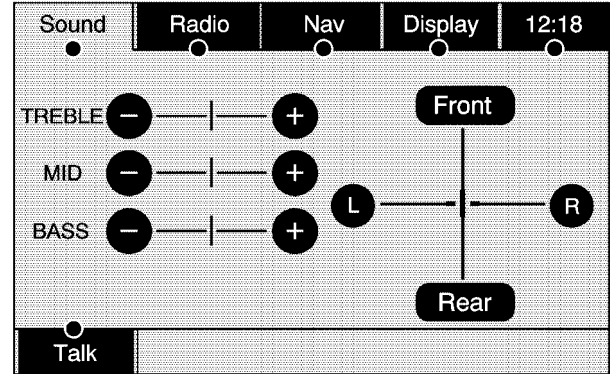 Sound Radio Nav Display 12:18
TREBLE − +
Front
MID − +
L R
BASS − +
Rear
Talk